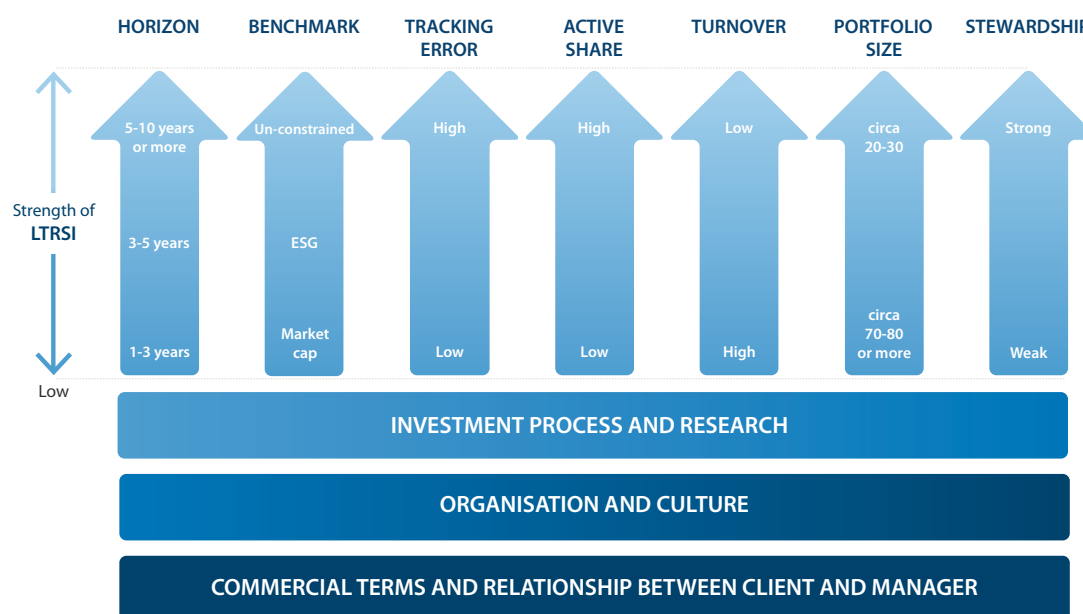 HORIZON
BENCHMARK
TRACKING
ERROR
ACTIVE
SHARE
TURNOVER
PORTFOLIO
SIZE
STEWARDSHIP
5-10 years
or more
Un-constrained
High
High
Low
circa
20-30
Strong
Strength of
LTRSI
3-5 years
ESG
1-3 years
Market
cap
Low
Low
High
circa
70-80
or more
Weak
Low
INVESTMENT PROCESS AND RESEARCH
ORGANISATION AND CULTURE
COMMERCIAL TERMS AND RELATIONSHIP BETWEEN CLIENT AND MANAGER